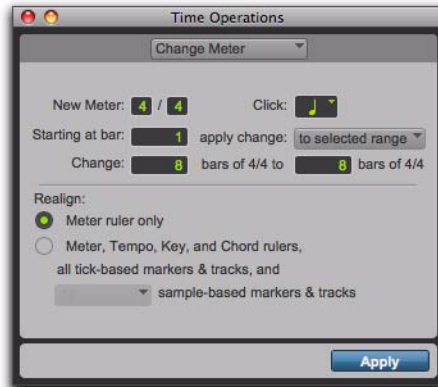 Time Operations
Change Meter
New Meter: 4 / 4 Click:
Starting at bar: 1 apply change: to selected range
Change: 8 bars of 4/4 to 8 bars of 4/4
Realign:
Meter ruler only
Meter, Tempo, Key, and Chord rulers,
all tick-based markers & tracks, and
sample-based markers & tracks
Apply